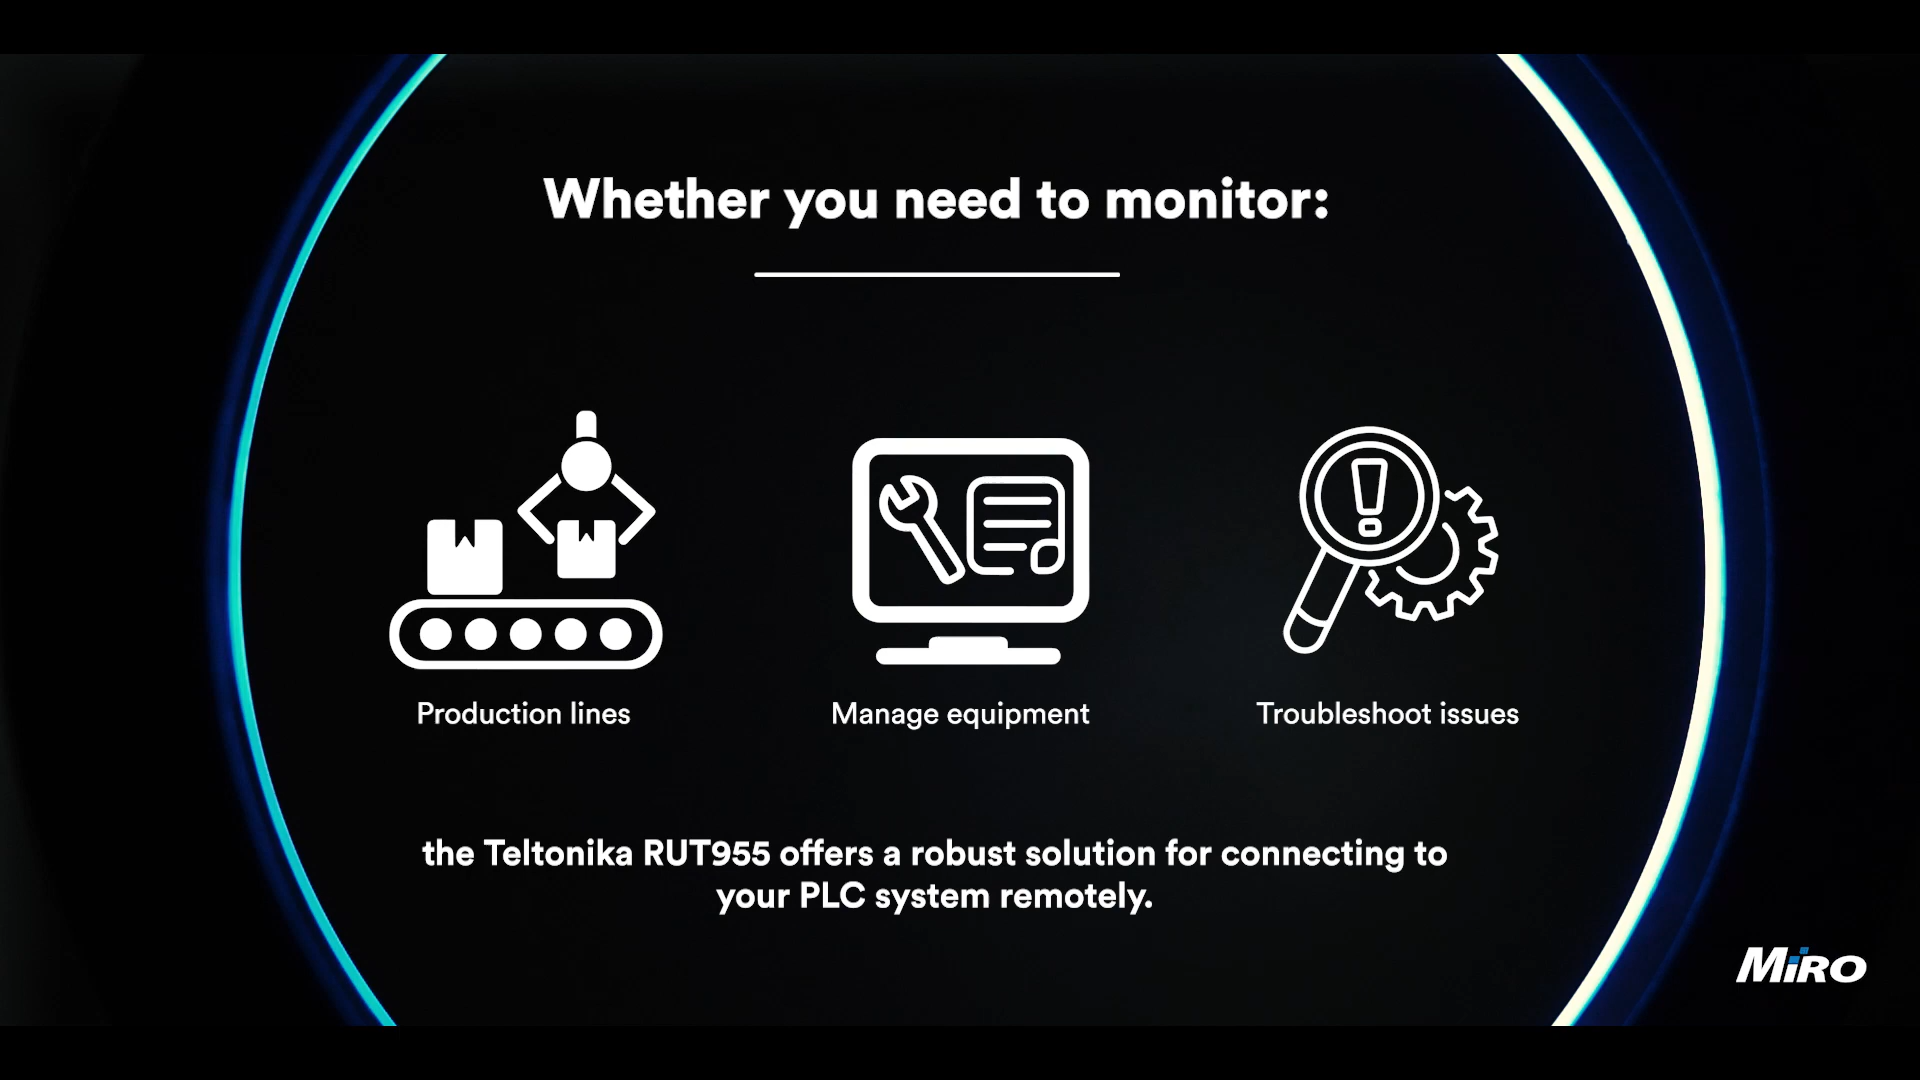 Whether you need to monitor:
Production lines
Manage equipment
Troubleshoot issues
the Teltonika RUT955 offers a robust solution for connecting to
your PLC system remotely.
MiRO